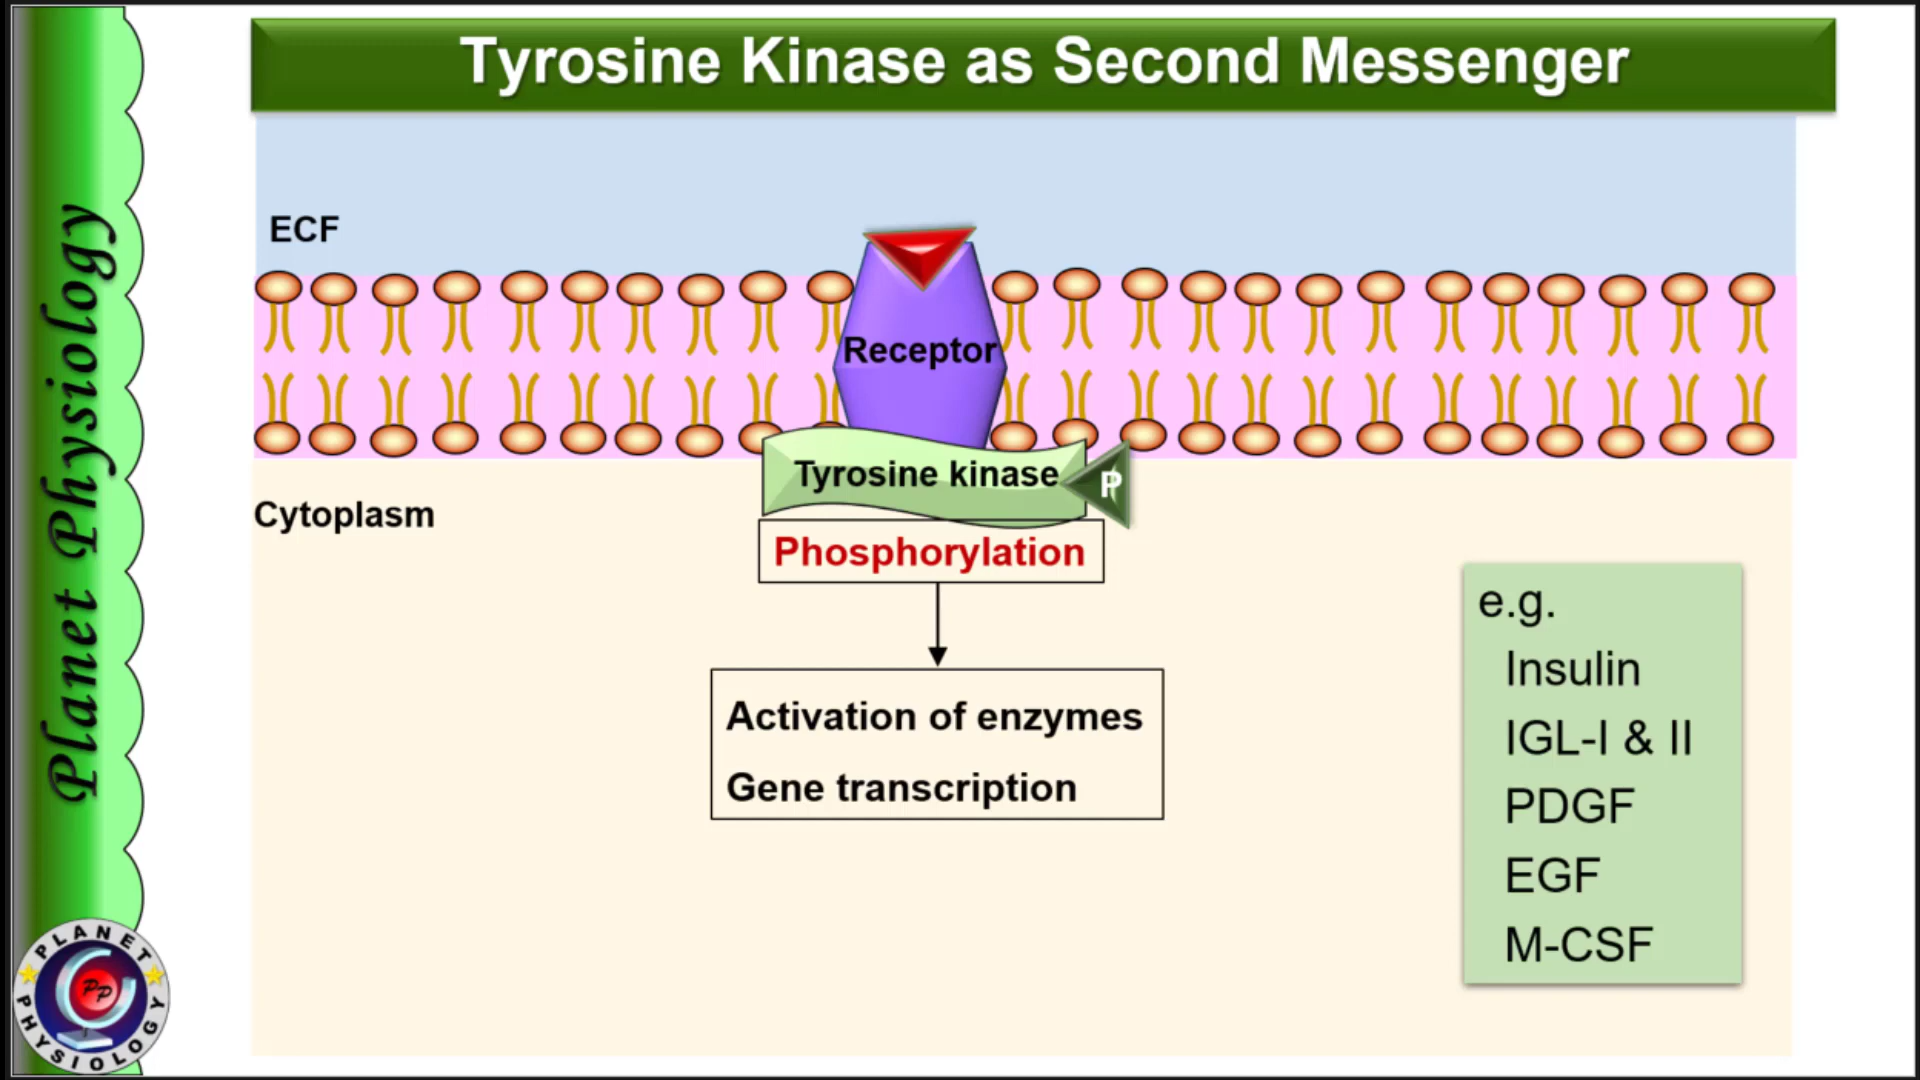 Tyrosine Kinase as Second Messenger
Planet Physiology
ECF
Receptor
Tyrosine kinase
P
Cytoplasm
Phosphorylation
Activation of enzymes
Gene transcription
e.g.
Insulin
IGL-I & II
PDGF
EGF
M-CSF
PLANET
PP
PHYSIOLOGY